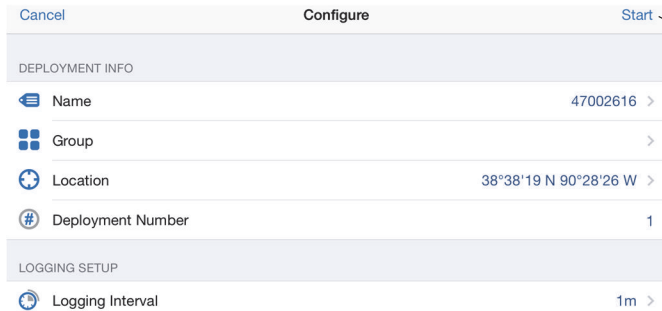 Cancel Configure Start
DEPLOYMENT INFO
Name 47002616
Group
Location 38°38'19 N 90°28'26 W
# Deployment Number 1
LOGGING SETUP
Logging Interval 1m